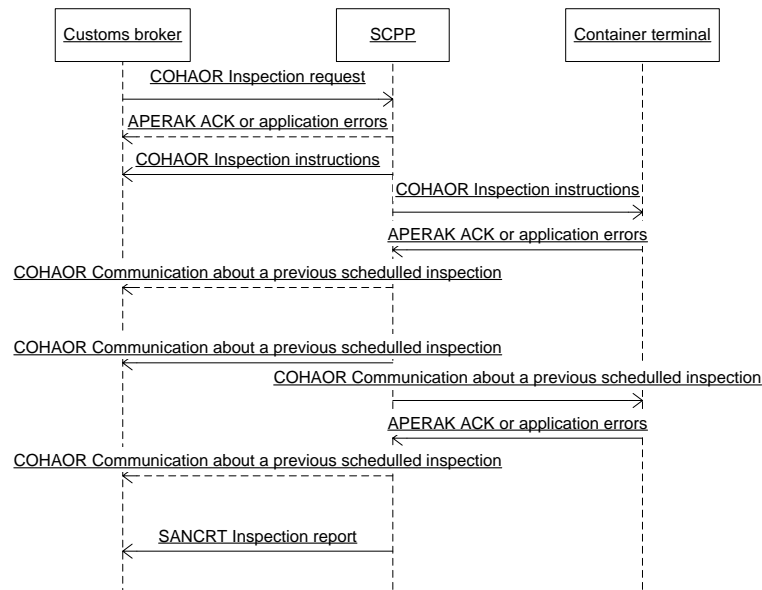 Customs broker
SCPP
Container terminal
COHAOR Inspection request
APERAK ACK or application errors
COHAOR Inspection instructions
COHAOR Inspection instructions
APERAK ACK or application errors
COHAOR Communication about a previous schedulled inspection
COHAOR Communication about a previous schedulled inspection
COHAOR Communication about a previous schedulled inspection
APERAK ACK or application errors
COHAOR Communication about a previous schedulled inspection
SANCRT Inspection report